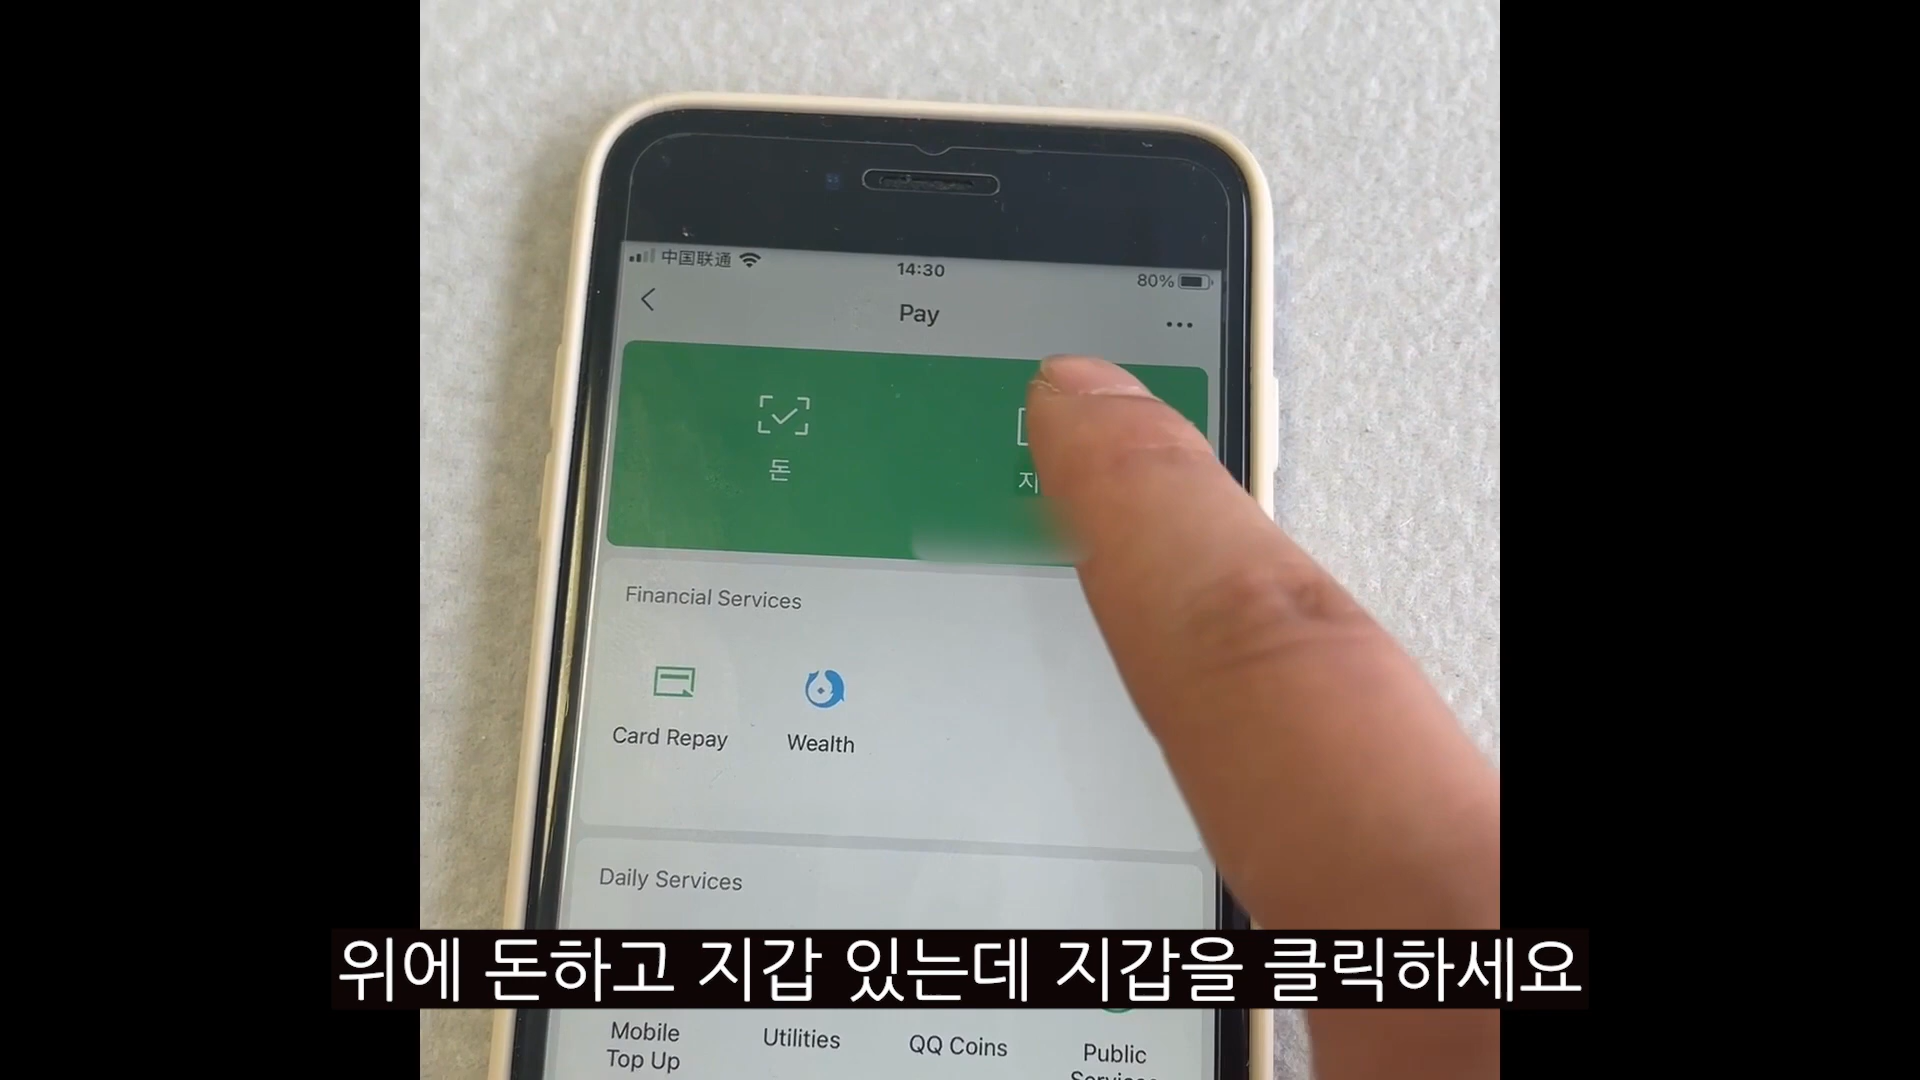 中国联通
14:30
80%
Pay
돈
Financial Services
Card Repay
Wealth
Daily Services
위에 돈하고 지갑 있는데 지갑을 클릭하세요
Mobile
Top Up
Utilities
QQ Coins
Public
Services